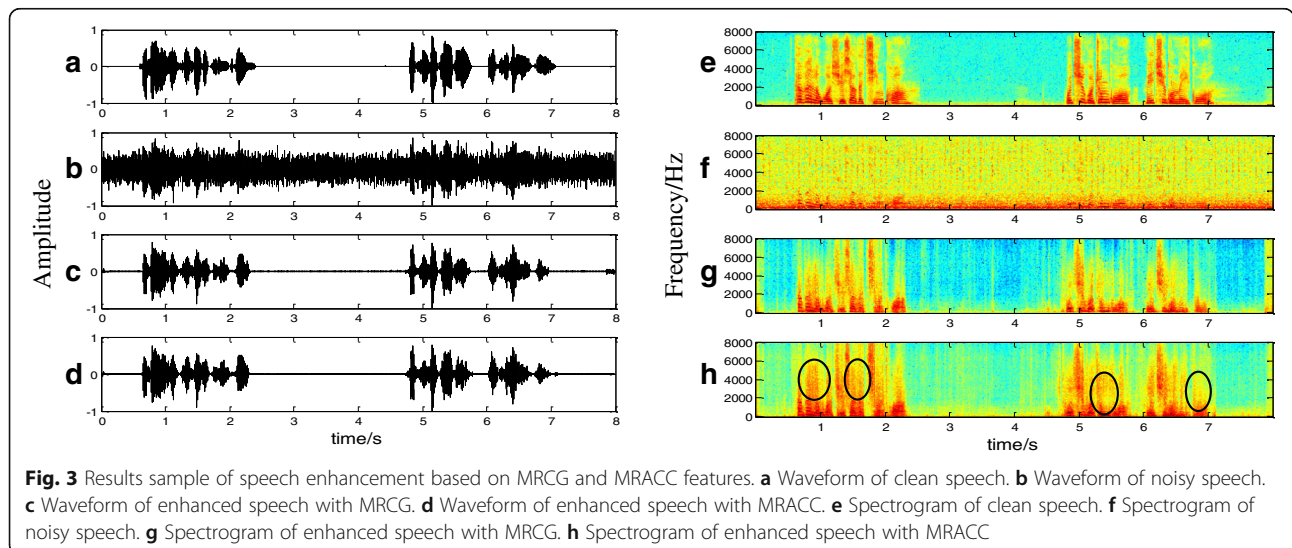 Amplitude
a
1
0
-1
0 1 2 3 4 5 6 7 8
b
1
0
-1
0 1 2 3 4 5 6 7 8
c
1
0
-1
0 1 2 3 4 5 6 7 8
d
1
0
-1
0 1 2 3 4 5 6 7 8
time/s
Frequency/Hz
e
8000
6000
4000
2000
0
1 2 3 4 5 6 7
f
8000
6000
4000
2000
0
1 2 3 4 5 6 7
g
8000
6000
4000
2000
0
1 2 3 4 5 6 7
h
8000
6000
4000
2000
0
1 2 3 4 5 6 7
time/s
Fig. 3 Results sample of speech enhancement based on MRCG and MRACC features. a Waveform of clean speech. b Waveform of noisy speech.
c Waveform of enhanced speech with MRCG. d Waveform of enhanced speech with MRACC. e Spectrogram of clean speech. f Spectrogram of
noisy speech. g Spectrogram of enhanced speech with MRCG. h Spectrogram of enhanced speech with MRACC